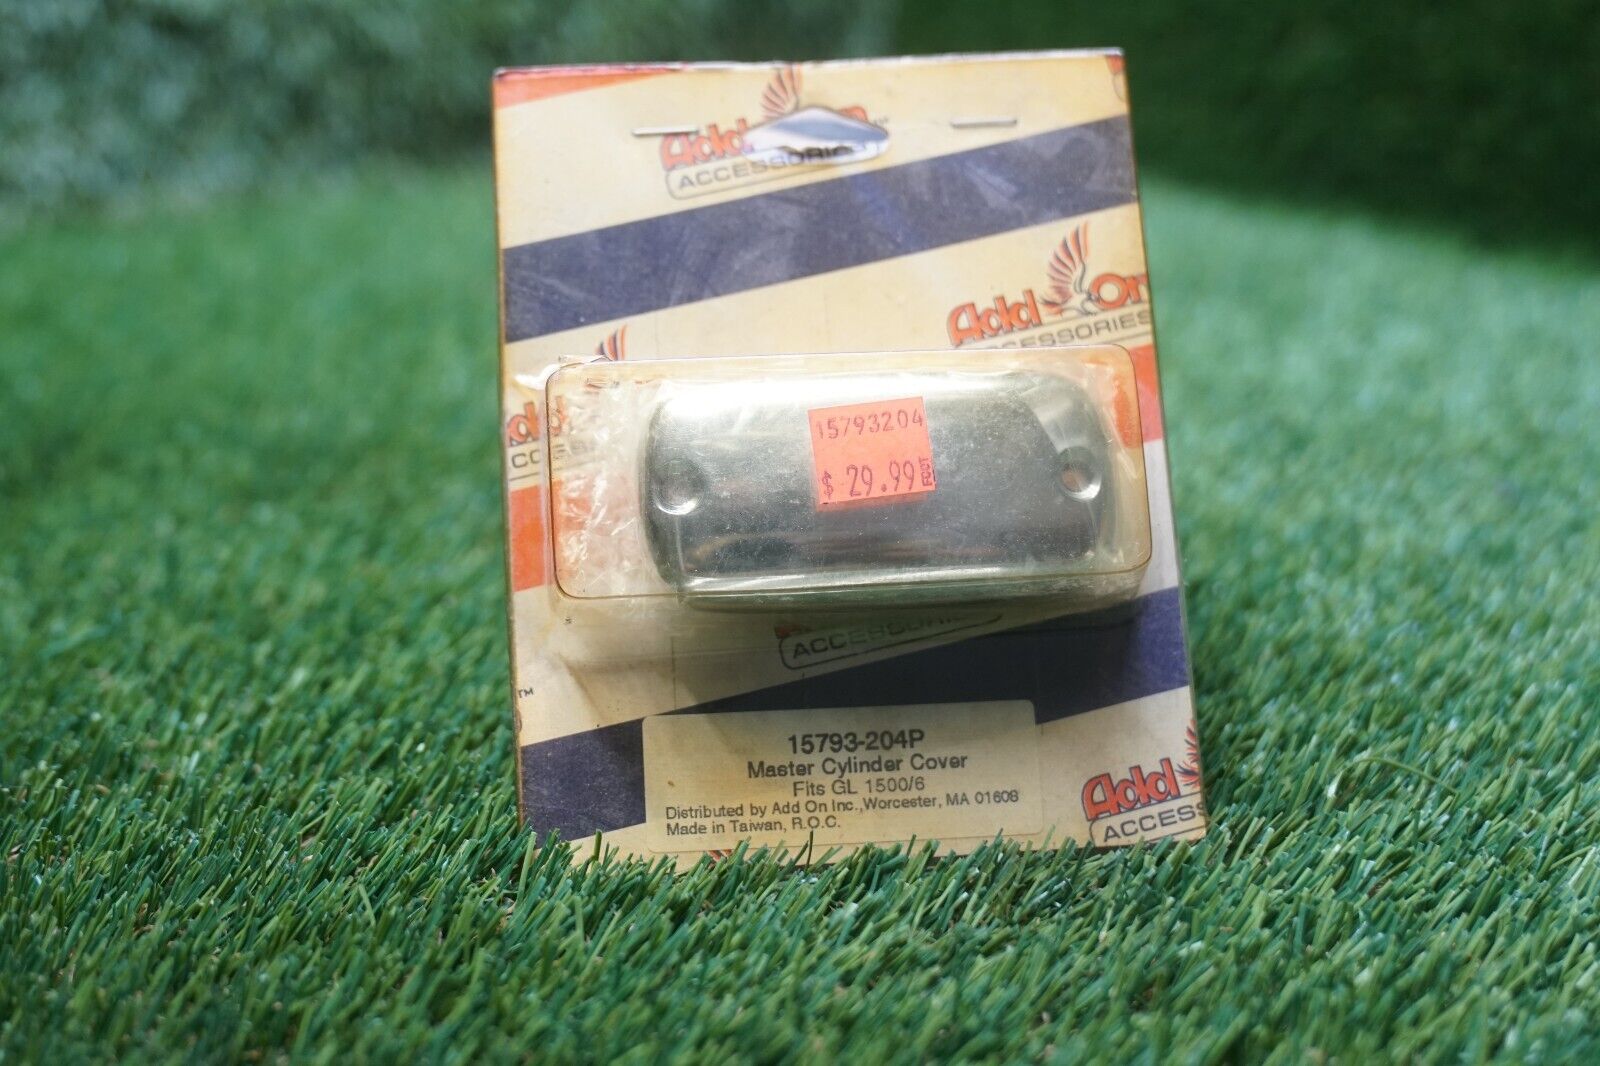 Add On
ACCESSORIES
Add On
ACCESSORIES
15793204
$ 29.99
ACCESSORIES
TM
15793-204P
Master Cylinder Cover
Fits GL 1500/6
Distributed by Add On Inc., Worcester, MA 01608
Made in Taiwan, R.O.C.
Add
ACCESS